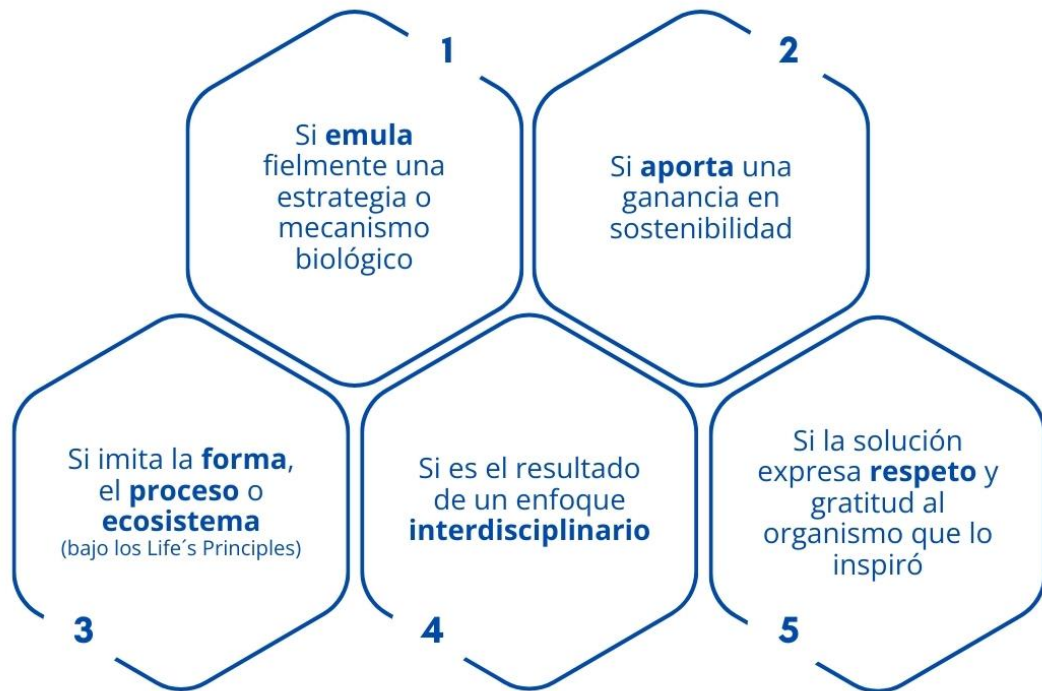 1
Si emula
fielmente una
estrategia o
mecanismo
biológico
2
Si aporta una
ganancia en
sostenibilidad
Si imita la forma,
el proceso o
ecosistema
(bajo los Life´s Principles)
3
Si es el resultado
de un enfoque
interdisciplinario
4
Si la solución
expresa respeto y
gratitud al
organismo que lo
inspiró
5